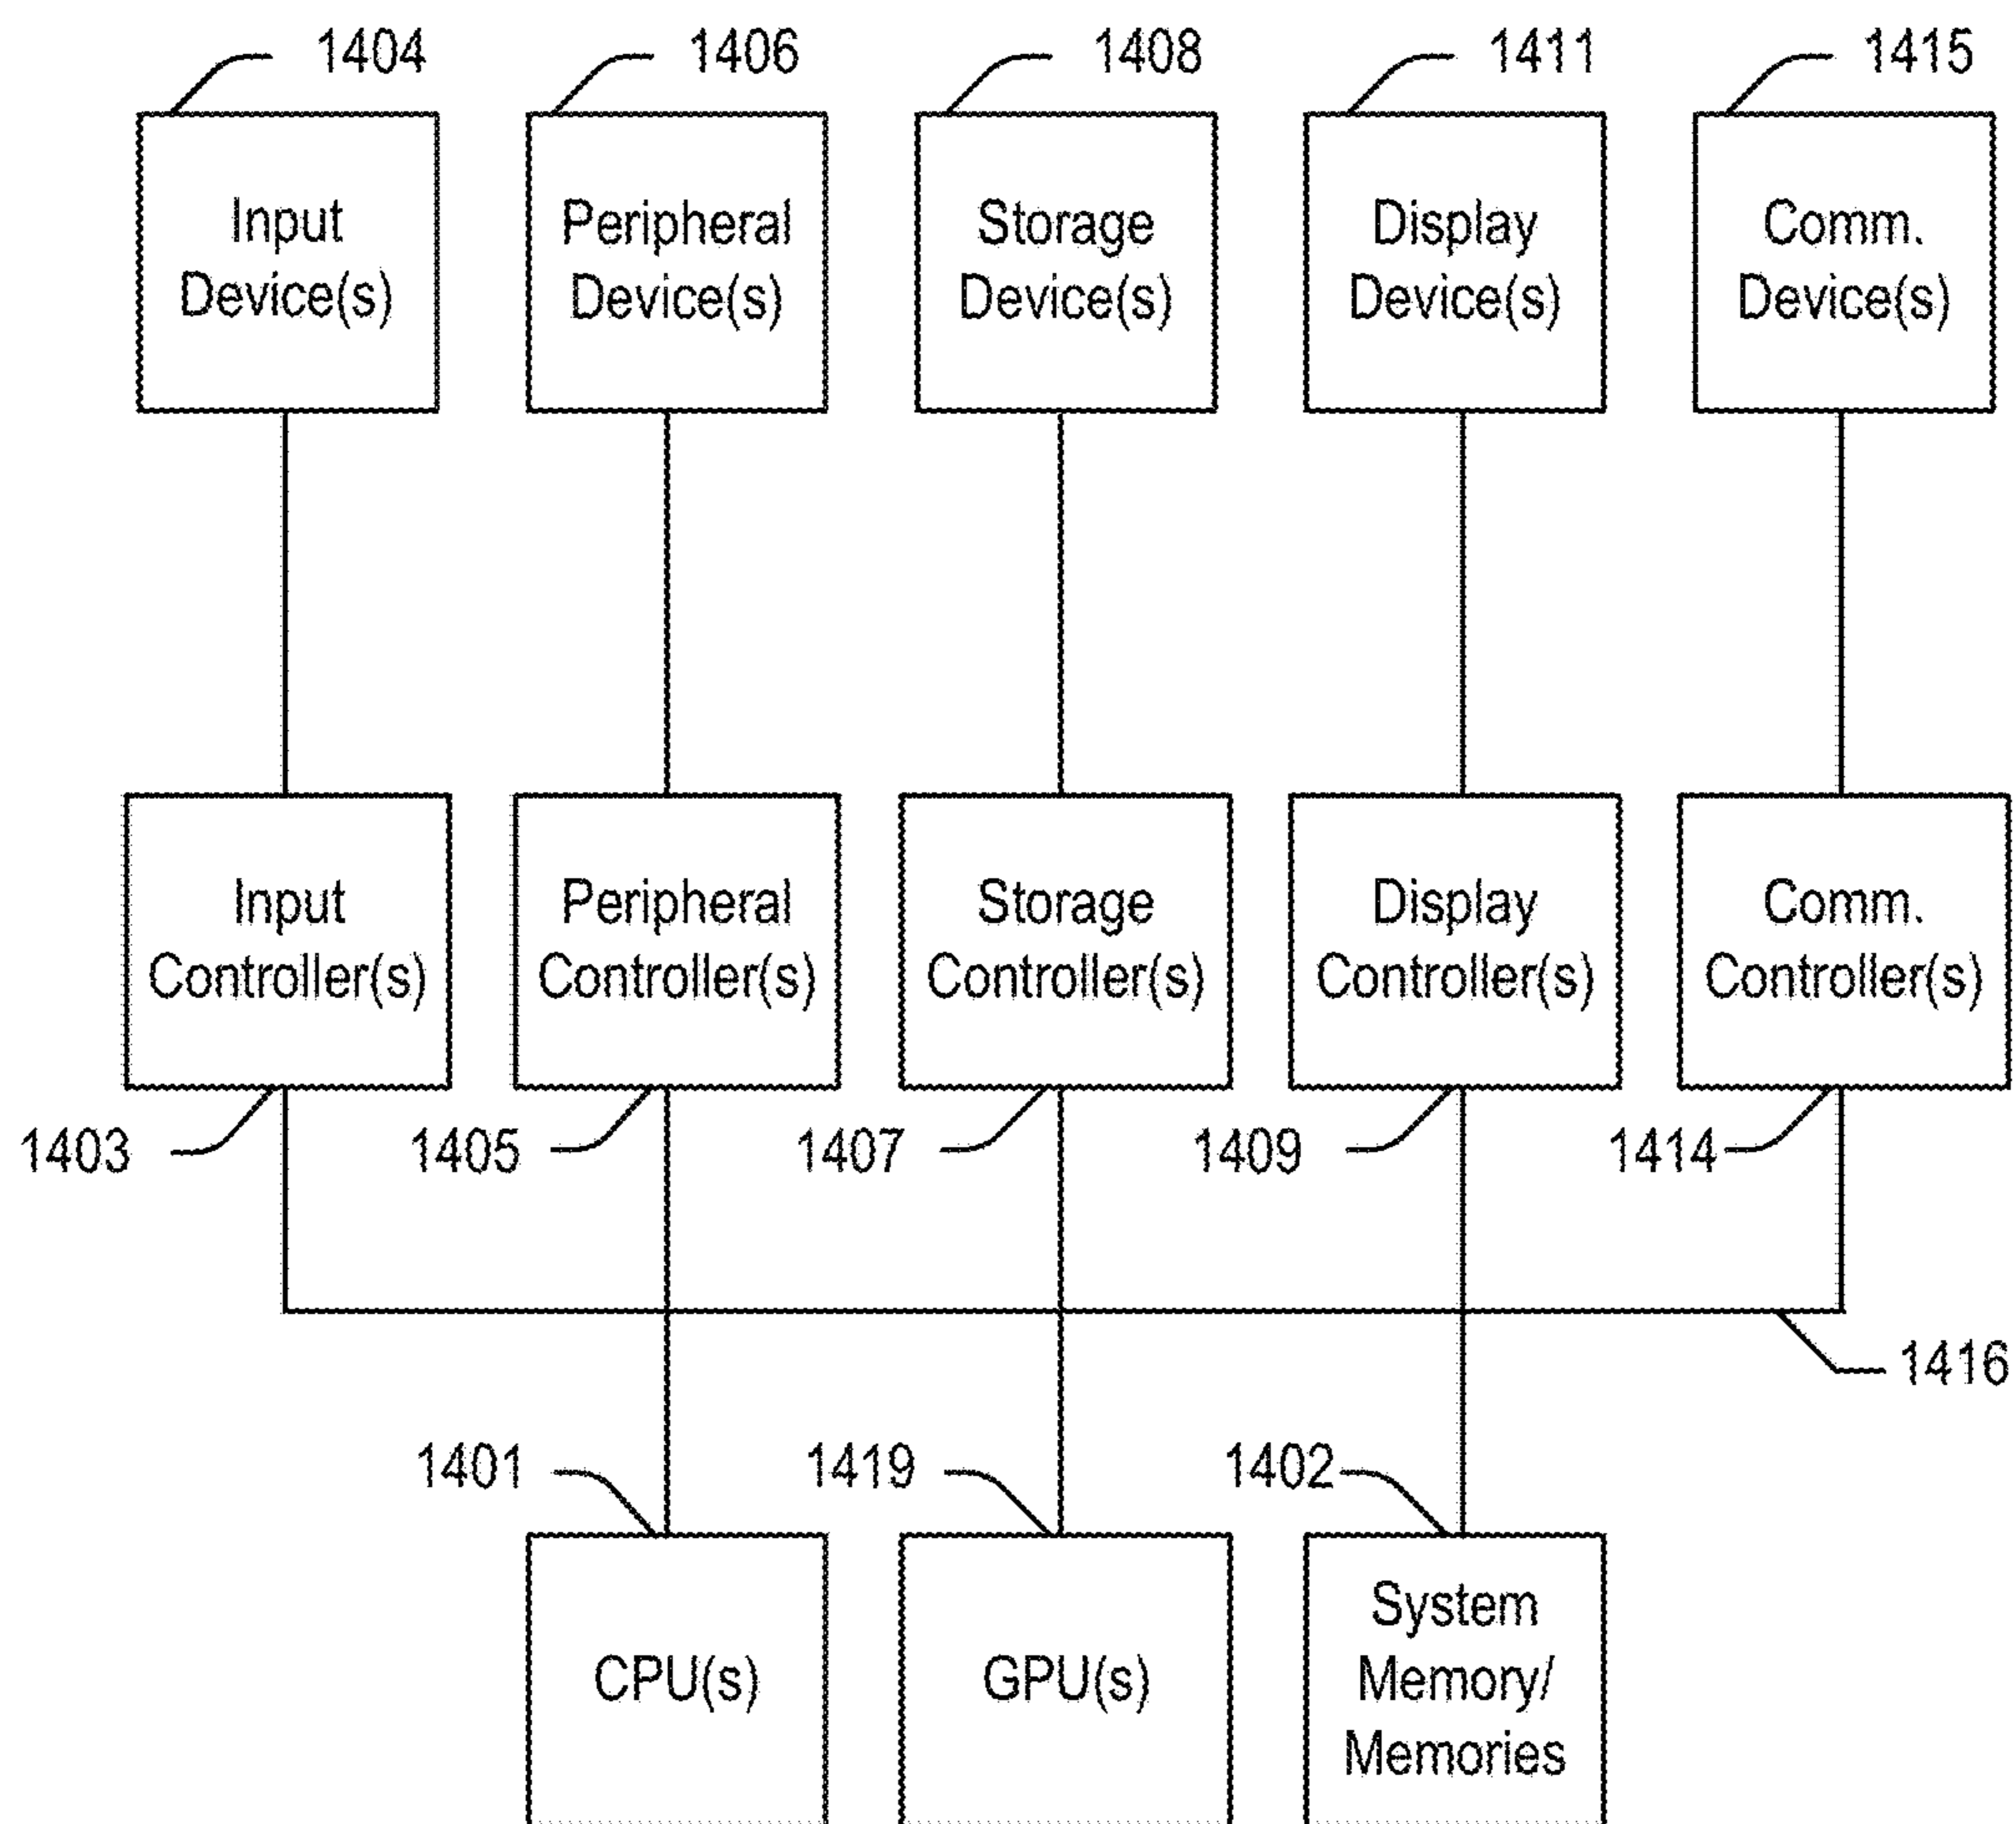 1404
1406
1408
1411
1415
Input
Device(s)
Peripheral
Device(s)
Storage
Device(s)
Display
Device(s)
Comm.
Device(s)
Input
Controller(s)
Peripheral
Controller(s)
Storage
Controller(s)
Display
Controller(s)
Comm.
Controller(s)
1403
1405
1407
1409
1414
1416
1401
1419
1402
CPU(s)
GPU(s)
System
Memory/
Memories